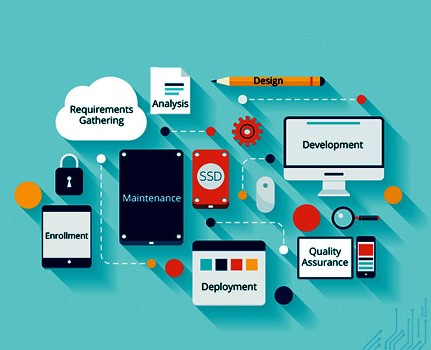 Requirements
Gathering
Analysis
Design
Development
Maintenance
SSD
Enrollment
Deployment
Quality
Assurance